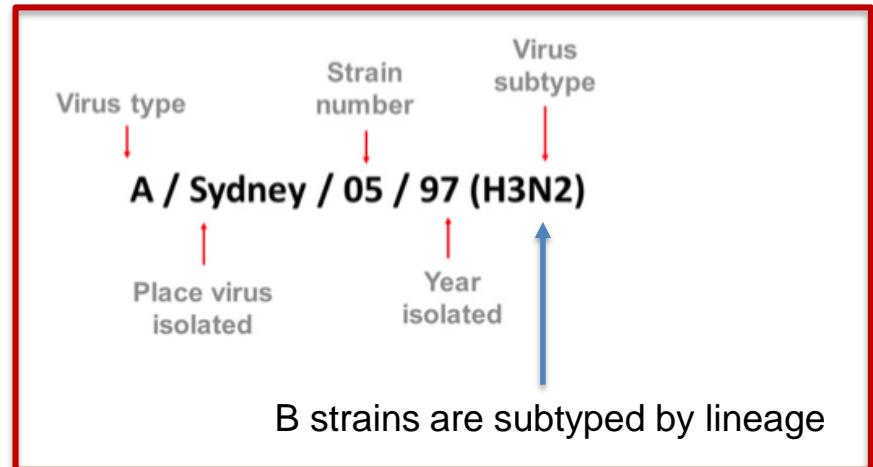 Virus
subtype
Strain
number
Virus type
A / Sydney / 05 / 97 (H3N2)
Place virus
isolated
Year
isolated
B strains are subtyped by lineage